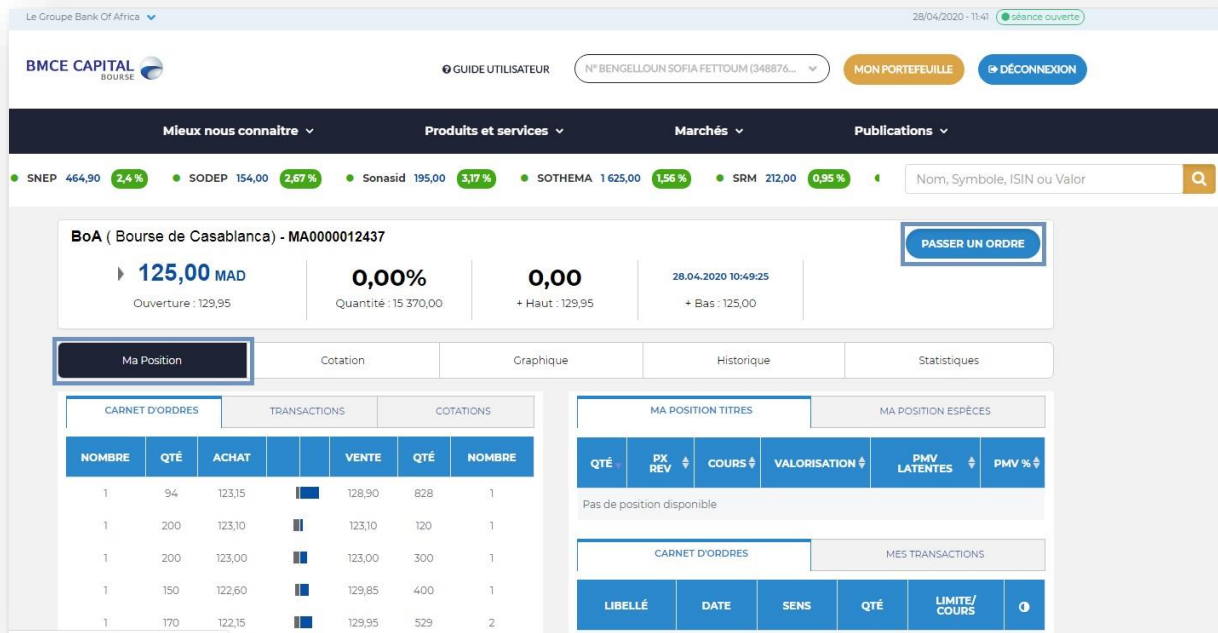 Le Groupe Bank Of Africa
28/04/2020 - 11:41 séance ouverte
BMCE CAPITAL
BOURSE
GUIDE UTILISATEUR
N° BENGELLOUN SOFIA FETTOUM (348876...
MON PORTEFEUILLE
DÉCONNEXION
Mieux nous connaitre Produits et services Marchés Publications
SNEP 464,90 2,4 % SODEP 154,00 2,67 % Sonasid 195,00 3,17 % SOTHEMA 1 625,00 1,56 % SRM 212,00 0,95 % Nom, Symbole, ISIN ou Valor
BoA ( Bourse de Casablanca) - MA0000012437
PASSER UN ORDRE
125,00 MAD 0,00% 0,00 28.04.2020 10:49:25
Ouverture : 129,95 Quantité : 15 370,00 + Haut : 129,95 + Bas : 125,00
Ma Position Cotation Graphique Historique Statistiques
CARNET D'ORDRES TRANSACTIONS COTATIONS
NOMBRE QTÉ ACHAT VENTE QTÉ NOMBRE
1 94 123,15 128,90 828 1
1 200 123,10 123,10 120 1
1 200 123,00 123,00 300 1
1 150 122,60 129,85 400 1
1 170 122,15 129,95 529 2
MA POSITION TITRES MA POSITION ESPÈCES
QTÉ PX REV COURS VALORISATION PMV LATENTES PMV %
Pas de position disponible
CARNET D'ORDRES MES TRANSACTIONS
LIBELLÉ DATE SENS QTÉ LIMITE/ COURS